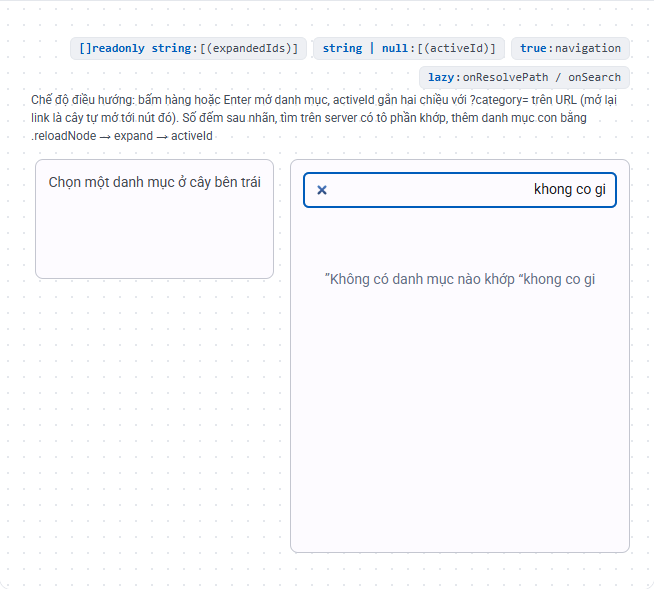 []readonly string:[(expandedIds)] string | null:[(activeId)] true:navigation
lazy:onResolvePath / onSearch
Chế độ điều hướng: bấm hàng hoặc Enter mở danh mục, activeId gắn hai chiều với ?category= trên URL (mở lại
link là cây tự mở tới nút đó). Số đếm sau nhãn, tìm trên server có tô phần khớp, thêm danh mục con bằng
.reloadNode → expand → activeId
Chọn một danh mục ở cây bên trái
khong co gi
"Không có danh mục nào khớp “khong co gi